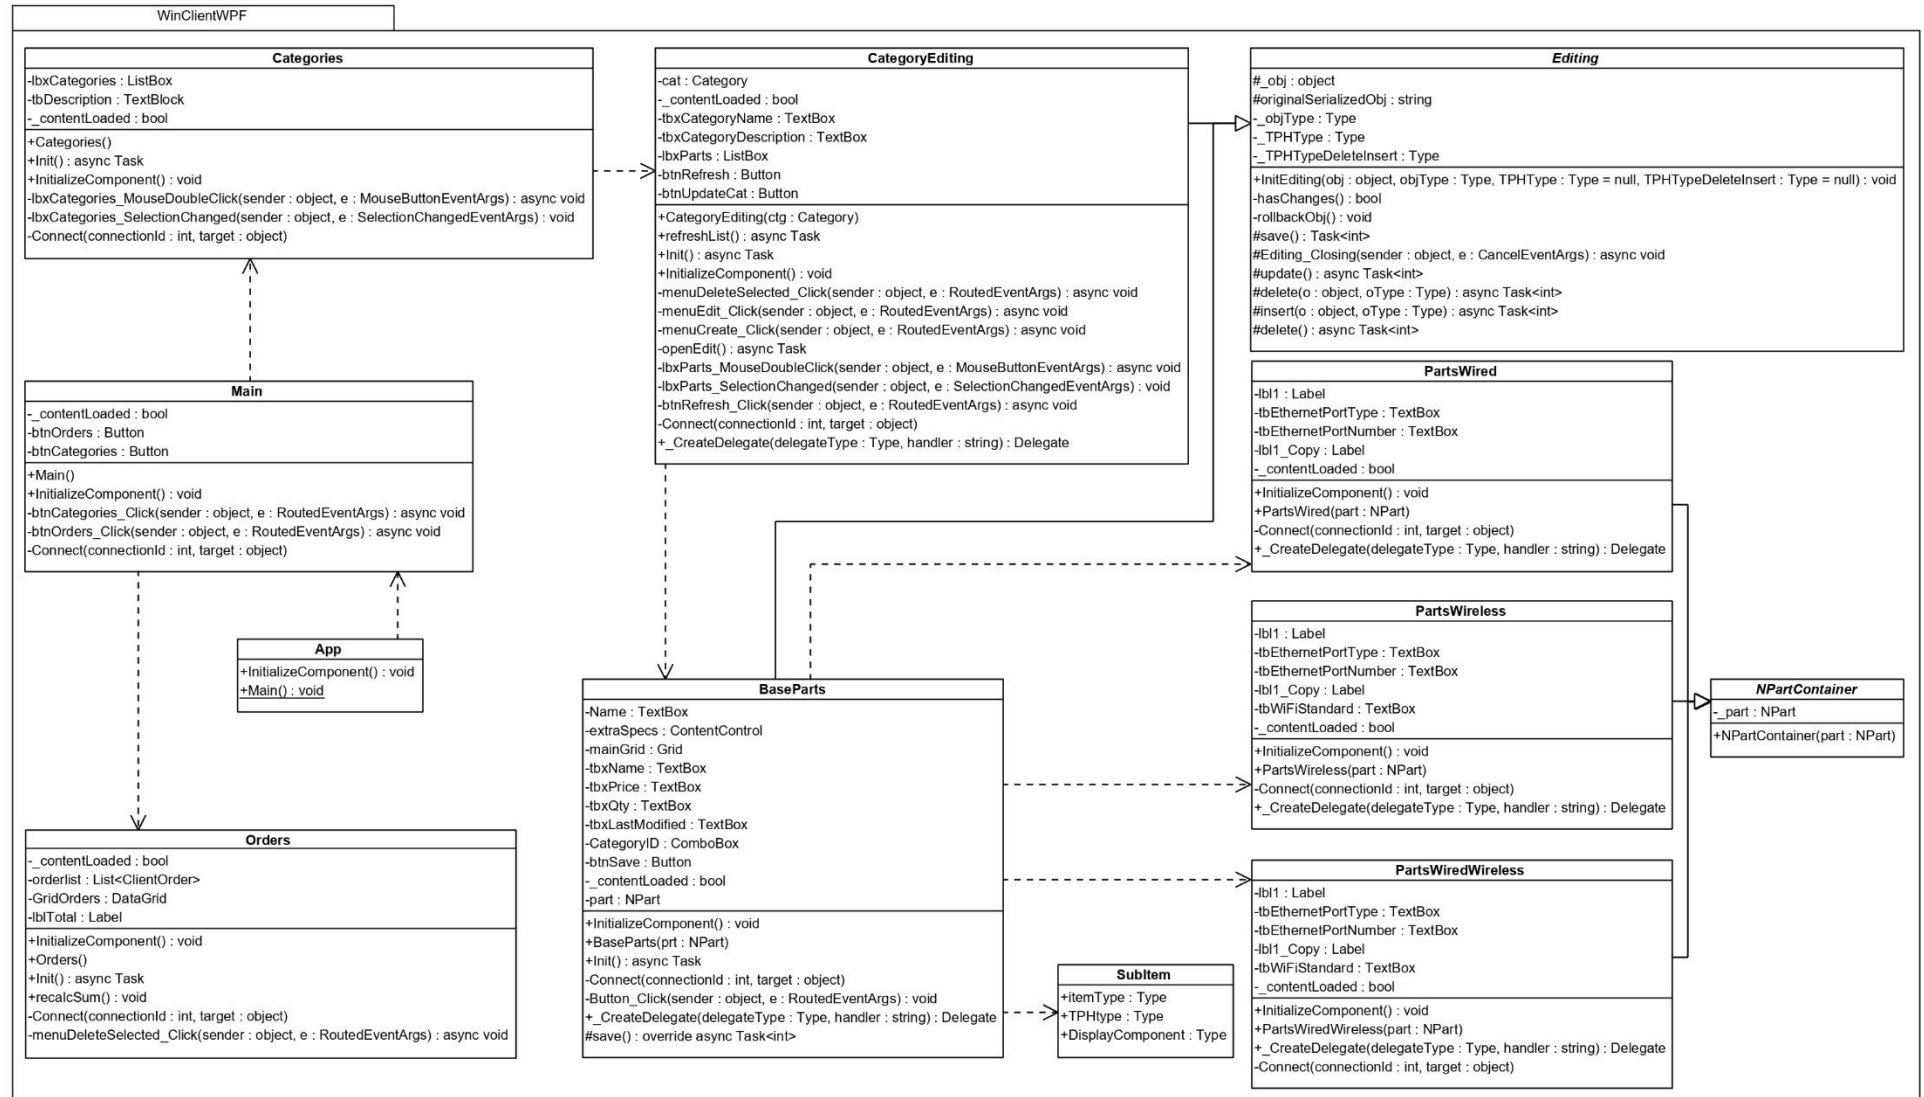 WinClientWPF
Categories
-lbxCategories : ListBox
-tbDescription : TextBlock
-_contentLoaded : bool
+Categories()
+Init() : async Task
+InitializeComponent() : void
-lbxCategories_MouseDoubleClick(sender : object, e : MouseButtonEventArgs) : async void
-lbxCategories_SelectionChanged(sender : object, e : SelectionChangedEventArgs) : void
-Connect(connectionId : int, target : object)
CategoryEditing
-cat : Category
-_contentLoaded : bool
-tbxCategoryName : TextBox
-tbxCategoryDescription : TextBox
-lbxParts : ListBox
-btnRefresh : Button
-btnUpdateCat : Button
+CategoryEditing(ctg : Category)
+refreshList() : async Task
+Init() : async Task
+InitializeComponent() : void
-menuDeleteSelected_Click(sender : object, e : RoutedEventArgs) : async void
-menuEdit_Click(sender : object, e : RoutedEventArgs) : async void
-menuCreate_Click(sender : object, e : RoutedEventArgs) : async void
-openEdit() : async Task
-lbxParts_MouseDoubleClick(sender : object, e : MouseButtonEventArgs) : async void
-lbxParts_SelectionChanged(sender : object, e : SelectionChangedEventArgs) : void
-btnRefresh_Click(sender : object, e : RoutedEventArgs) : async void
-Connect(connectionId : int, target : object)
+_CreateDelegate(delegateType : Type, handler : string) : Delegate
Editing
#_obj : object
#originalSerializedObj : string
-_objType : Type
-_TPHType : Type
-_TPHTypeDeleteInsert : Type
+InitEditing(obj : object, objType : Type, TPHType : Type = null, TPHTypeDeleteInsert : Type = null) : void
-hasChanges() : bool
-rollbackObj() : void
#save() : Task<int>
#Editing_Closing(sender : object, e : CancelEventArgs) : async void
#update() : async Task<int>
#delete(o : object, oType : Type) : async Task<int>
#insert(o : object, oType : Type) : async Task<int>
#delete() : async Task<int>
Main
-_contentLoaded : bool
-btnOrders : Button
-btnCategories : Button
+Main()
+InitializeComponent() : void
-btnCategories_Click(sender : object, e : RoutedEventArgs) : async void
-btnOrders_Click(sender : object, e : RoutedEventArgs) : async void
-Connect(connectionId : int, target : object)
PartsWired
-lbl1 : Label
-tbEthernetPortType : TextBox
-tbEthernetPortNumber : TextBox
-lbl1_Copy : Label
-_contentLoaded : bool
+InitializeComponent() : void
+PartsWired(part : NPart)
-Connect(connectionId : int, target : object)
+_CreateDelegate(delegateType : Type, handler : string) : Delegate
App
+InitializeComponent() : void
+Main() : void
PartsWireless
-lbl1 : Label
-tbEthernetPortType : TextBox
-tbEthernetPortNumber : TextBox
-lbl1_Copy : Label
-tbWiFiStandard : TextBox
-_contentLoaded : bool
+InitializeComponent() : void
+PartsWireless(part : NPart)
-Connect(connectionId : int, target : object)
+_CreateDelegate(delegateType : Type, handler : string) : Delegate
NPartContainer
-_part : NPart
+NPartContainer(part : NPart)
BaseParts
-Name : TextBox
-extraSpecs : ContentControl
-mainGrid : Grid
-tbxName : TextBox
-tbxPrice : TextBox
-tbxQty : TextBox
-tbxLastModified : TextBox
-CategoryID : ComboBox
-btnSave : Button
-_contentLoaded : bool
-part : NPart
+InitializeComponent() : void
+BaseParts(prt : NPart)
+Init() : async Task
-Connect(connectionId : int, target : object)
-Button_Click(sender : object, e : RoutedEventArgs) : void
+_CreateDelegate(delegateType : Type, handler : string) : Delegate
#save() : override async Task<int>
Orders
-_contentLoaded : bool
-orderlist : List<ClientOrder>
-GridOrders : DataGrid
-lblTotal : Label
+InitializeComponent() : void
+Orders()
+Init() : async Task
+recalcSum() : void
-Connect(connectionId : int, target : object)
-menuDeleteSelected_Click(sender : object, e : RoutedEventArgs) : async void
SubItem
+itemType : Type
+TPHtype : Type
+DisplayComponent : Type
PartsWiredWireless
-lbl1 : Label
-tbEthernetPortType : TextBox
-tbEthernetPortNumber : TextBox
-lbl1_Copy : Label
-tbWiFiStandard : TextBox
-_contentLoaded : bool
+InitializeComponent() : void
+PartsWiredWireless(part : NPart)
+_CreateDelegate(delegateType : Type, handler : string) : Delegate
-Connect(connectionId : int, target : object)